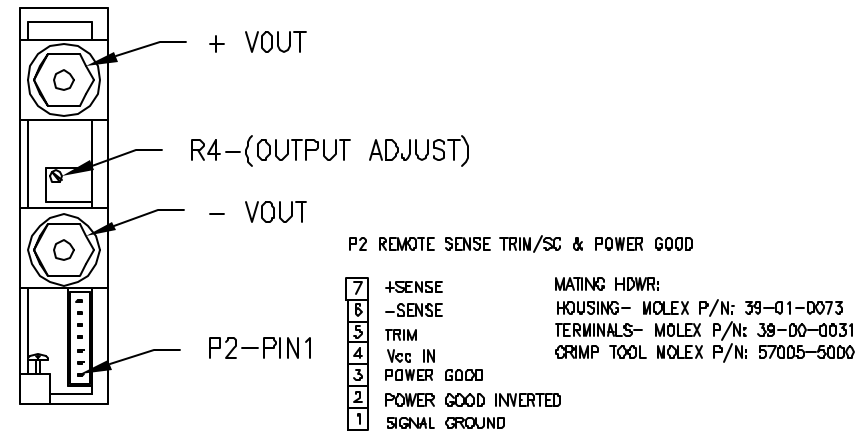 + VOUT
R4-(OUTPUT ADJUST)
- VOUT
P2-PIN1
P2 REMOTE SENSE TRIM/SC & POWER GOOD
7 +SENSE
6 -SENSE
5 TRIM
4 Vcc IN
3 POWER GOOD
2 POWER GOOD INVERTED
1 SIGNAL GROUND
MATING HDWR:
HOUSING- MOLEX P/N: 39-01-0073
TERMINALS- MOLEX P/N: 39-00-0031
CRIMP TOOL MOLEX P/N: 57005-5000